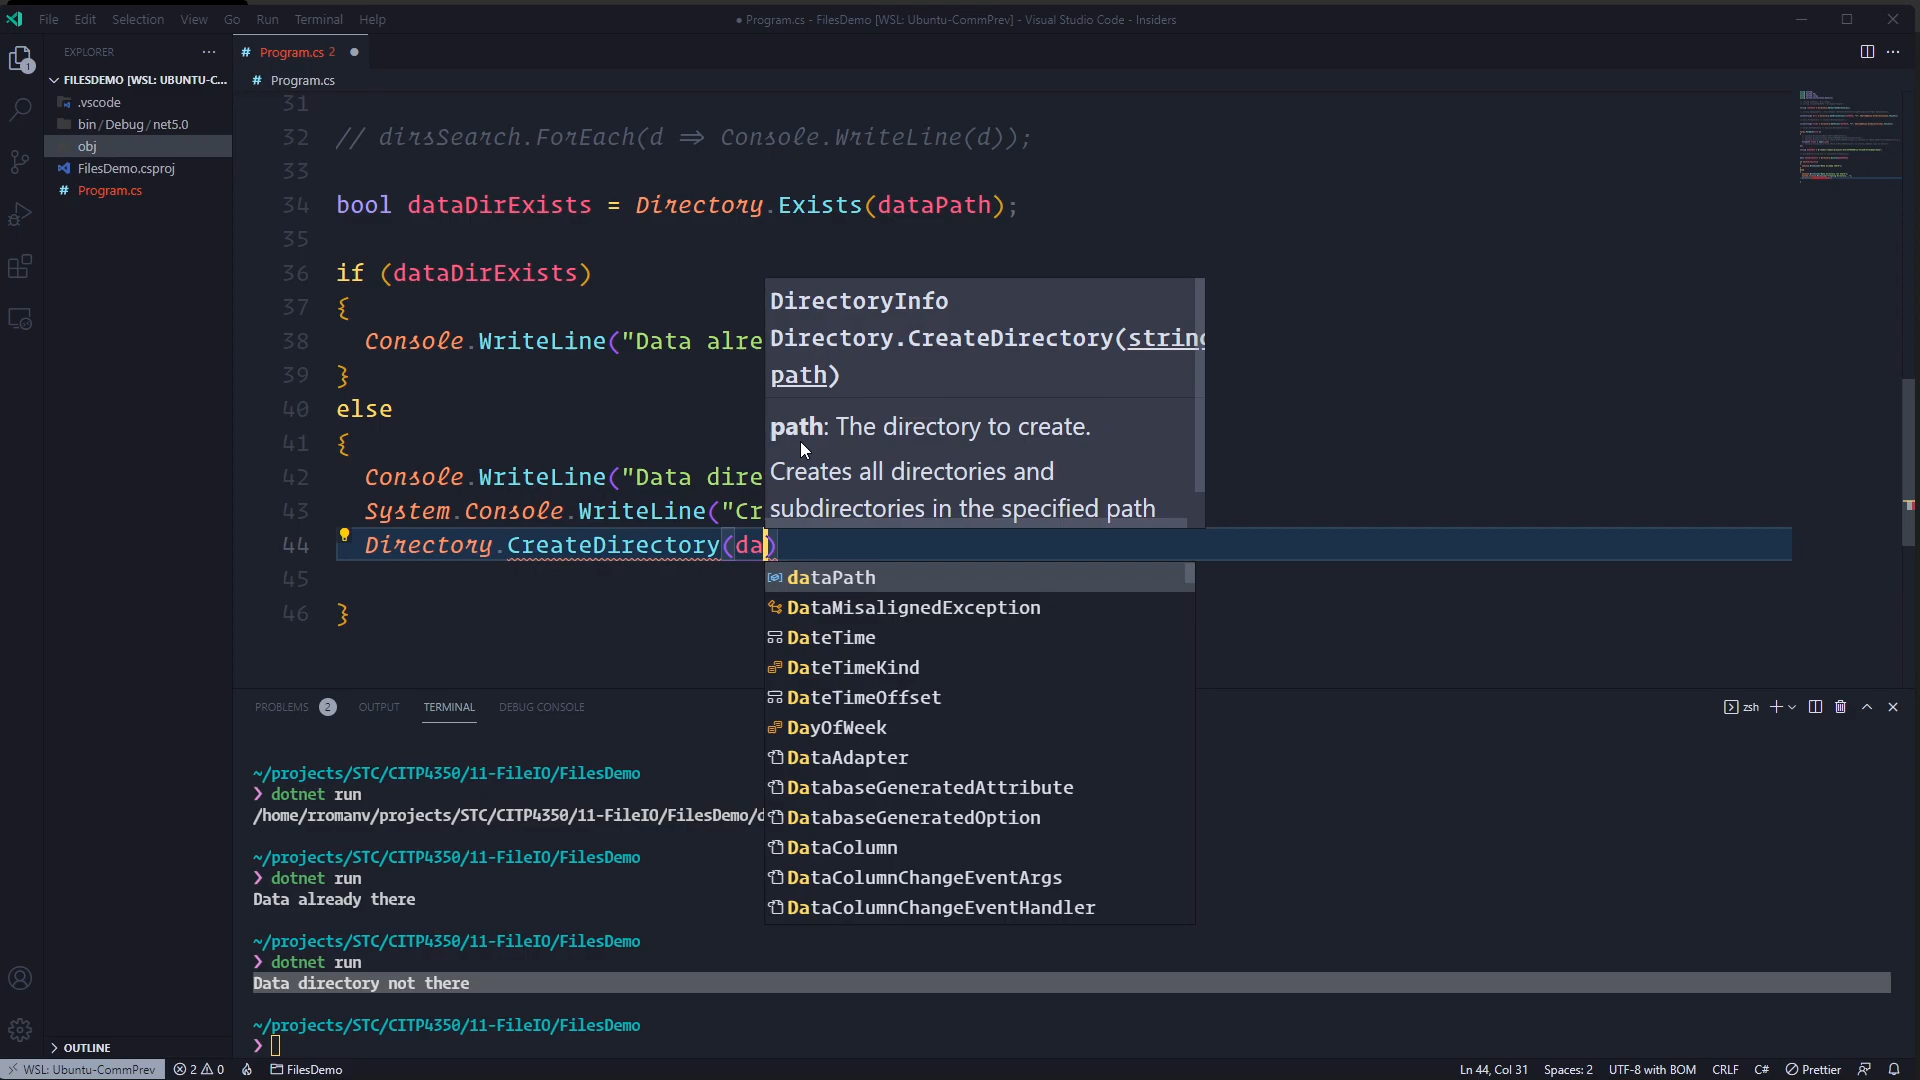 File Edit Selection View Go Run Terminal Help
● Program.cs - FilesDemo [WSL: Ubuntu-CommPrev] - Visual Studio Code - Insiders
EXPLORER
# Program.cs 2 ●
1
FILESDEMO [WSL: UBUNTU-C...
# Program.cs
.vscode
bin / Debug / net5.0
obj
FilesDemo.csproj
# Program.cs
31
32 // dirsSearch.ForEach(d => Console.WriteLine(d));
33
34 bool dataDirExists = Directory.Exists(dataPath);
35
36 if (dataDirExists)
37 {
38 Console.WriteLine("Data alre
39 }
40 else
41 {
42 Console.WriteLine("Data dire
43 System.Console.WriteLine("Cr
44 Directory.CreateDirectory(da)
45
46 }
DirectoryInfo
Directory.CreateDirectory(string
path)
path: The directory to create.
Creates all directories and
subdirectories in the specified path
dataPath
DataMisalignedException
DateTime
DateTimeKind
DateTimeOffset
DayOfWeek
DataAdapter
DatabaseGeneratedAttribute
DatabaseGeneratedOption
DataColumn
DataColumnChangeEventArgs
DataColumnChangeEventHandler
PROBLEMS 2 OUTPUT TERMINAL DEBUG CONSOLE
zsh
~/projects/STC/CITP4350/11-FileIO/FilesDemo
❯ dotnet run
/home/rromanv/projects/STC/CITP4350/11-FileIO/FilesDemo/d
~/projects/STC/CITP4350/11-FileIO/FilesDemo
❯ dotnet run
Data already there
~/projects/STC/CITP4350/11-FileIO/FilesDemo
❯ dotnet run
Data directory not there
~/projects/STC/CITP4350/11-FileIO/FilesDemo
❯
OUTLINE
WSL: Ubuntu-CommPrev 2 0 FilesDemo
Ln 44, Col 31 Spaces: 2 UTF-8 with BOM CRLF C# Prettier